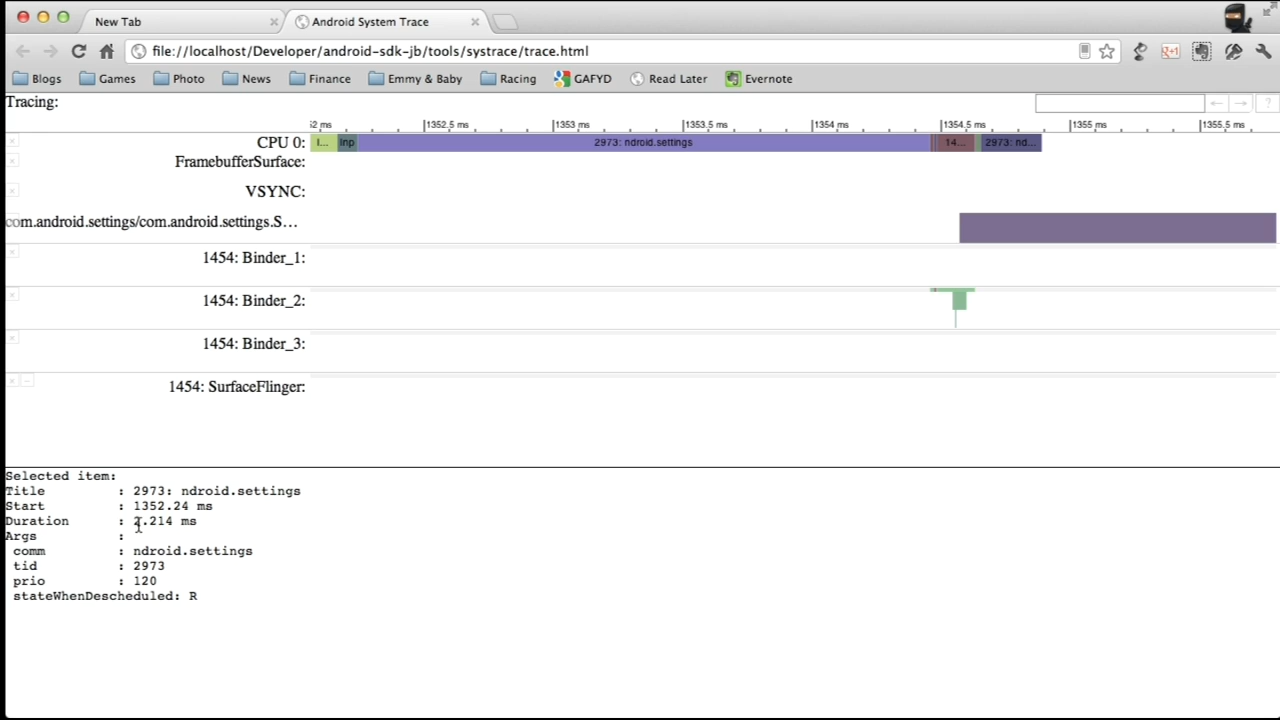 New Tab
Android System Trace
file://localhost/Developer/android-sdk-jb/tools/systrace/trace.html
Blogs Games Photo News Finance Emmy & Baby Racing GAFYD Read Later Evernote
Tracing:
1352.5 ms 1353 ms 1353.5 ms 1354 ms 1354.5 ms 1355 ms 1355.5 ms
CPU 0: I... Inp 2973: ndroid.settings 14... 2973: nd...
FramebufferSurface:
VSYNC:
com.android.settings/com.android.settings.S...
1454: Binder_1:
1454: Binder_2:
1454: Binder_3:
1454: SurfaceFlinger:
Selected item:
Title : 2973: ndroid.settings
Start : 1352.24 ms
Duration : 2.214 ms
Args :
comm : ndroid.settings
tid : 2973
prio : 120
stateWhenDescheduled: R